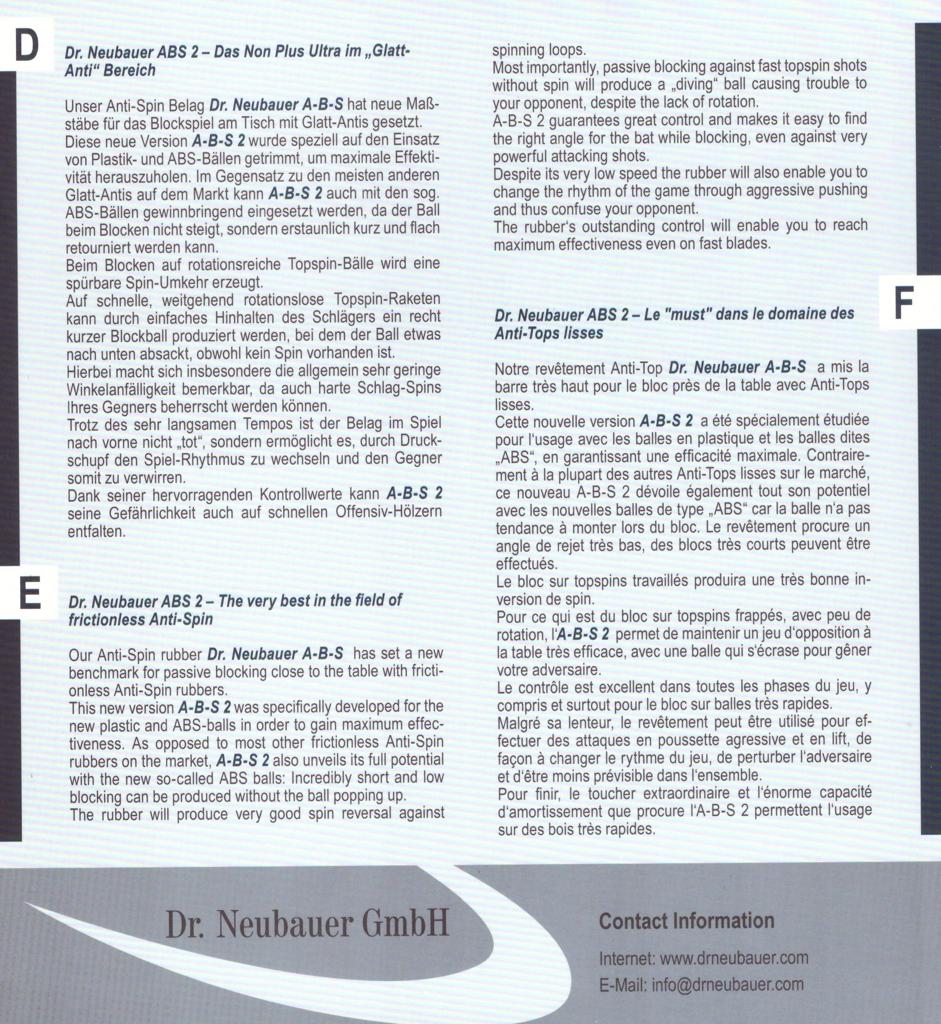 D
Dr. Neubauer ABS 2 – Das Non Plus Ultra im „Glatt-
Anti“ Bereich
Unser Anti-Spin Belag Dr. Neubauer A-B-S hat neue Maß-
stäbe für das Blockspiel am Tisch mit Glatt-Antis gesetzt.
Diese neue Version A-B-S 2 wurde speziell auf den Einsatz
von Plastik- und ABS-Bällen getrimmt, um maximale Effekti-
vität herauszuholen. Im Gegensatz zu den meisten anderen
Glatt-Antis auf dem Markt kann A-B-S 2 auch mit den sog.
ABS-Bällen gewinnbringend eingesetzt werden, da der Ball
beim Blocken nicht steigt, sondern erstaunlich kurz und flach
retourniert werden kann.
Beim Blocken auf rotationsreiche Topspin-Bälle wird eine
spürbare Spin-Umkehr erzeugt.
Auf schnelle, weitgehend rotationslose Topspin-Raketen
kann durch einfaches Hinhalten des Schlägers ein recht
kurzer Blockball produziert werden, bei dem der Ball etwas
nach unten absackt, obwohl kein Spin vorhanden ist.
Hierbei macht sich insbesondere die allgemein sehr geringe
Winkelanfälligkeit bemerkbar, da auch harte Schlag-Spins
Ihres Gegners beherrscht werden können.
Trotz des sehr langsamen Tempos ist der Belag im Spiel
nach vorne nicht „tot“, sondern ermöglicht es, durch Druck-
schupf den Spiel-Rhythmus zu wechseln und den Gegner
somit zu verwirren.
Dank seiner hervorragenden Kontrollwerte kann A-B-S 2
seine Gefährlichkeit auch auf schnellen Offensiv-Hölzern
entfalten.
E
Dr. Neubauer ABS 2 – The very best in the field of
frictionless Anti-Spin
Our Anti-Spin rubber Dr. Neubauer A-B-S has set a new
benchmark for passive blocking close to the table with fricti-
onless Anti-Spin rubbers.
This new version A-B-S 2 was specifically developed for the
new plastic and ABS-balls in order to gain maximum effec-
tiveness. As opposed to most other frictionless Anti-Spin
rubbers on the market, A-B-S 2 also unveils its full potential
with the new so-called ABS balls: Incredibly short and low
blocking can be produced without the ball popping up.
The rubber will produce very good spin reversal against
spinning loops.
Most importantly, passive blocking against fast topspin shots
without spin will produce a „diving“ ball causing trouble to
your opponent, despite the lack of rotation.
A-B-S 2 guarantees great control and makes it easy to find
the right angle for the bat while blocking, even against very
powerful attacking shots.
Despite its very low speed the rubber will also enable you to
change the rhythm of the game through aggressive pushing
and thus confuse your opponent.
The rubber's outstanding control will enable you to reach
maximum effectiveness even on fast blades.
F
Dr. Neubauer ABS 2 – Le "must" dans le domaine des
Anti-Tops lisses
Notre revêtement Anti-Top Dr. Neubauer A-B-S a mis la
barre très haut pour le bloc près de la table avec Anti-Tops
lisses.
Cette nouvelle version A-B-S 2 a été spécialement étudiée
pour l'usage avec les balles en plastique et les balles dites
„ABS“, en garantissant une efficacité maximale. Contraire-
ment à la plupart des autres Anti-Tops lisses sur le marché,
ce nouveau A-B-S 2 dévoile également tout son potentiel
avec les nouvelles balles de type „ABS“ car la balle n'a pas
tendance à monter lors du bloc. Le revêtement procure un
angle de rejet très bas, des blocs très courts peuvent être
effectués.
Le bloc sur topspins travaillés produira une très bonne in-
version de spin.
Pour ce qui est du bloc sur topspins frappés, avec peu de
rotation, l'A-B-S 2 permet de maintenir un jeu d'opposition à
la table très efficace, avec une balle qui s'écrase pour gêner
votre adversaire.
Le contrôle est excellent dans toutes les phases du jeu, y
compris et surtout pour le bloc sur balles très rapides.
Malgré sa lenteur, le revêtement peut être utilisé pour ef-
fectuer des attaques en poussette agressive et en lift, de
façon à changer le rythme du jeu, de perturber l'adversaire
et d'être moins prévisible dans l'ensemble.
Pour finir, le toucher extraordinaire et l'énorme capacité
d'amortissement que procure l'A-B-S 2 permettent l'usage
sur des bois très rapides.
Dr. Neubauer GmbH
Contact Information
Internet: www.drneubauer.com
E-Mail: info@drneubauer.com